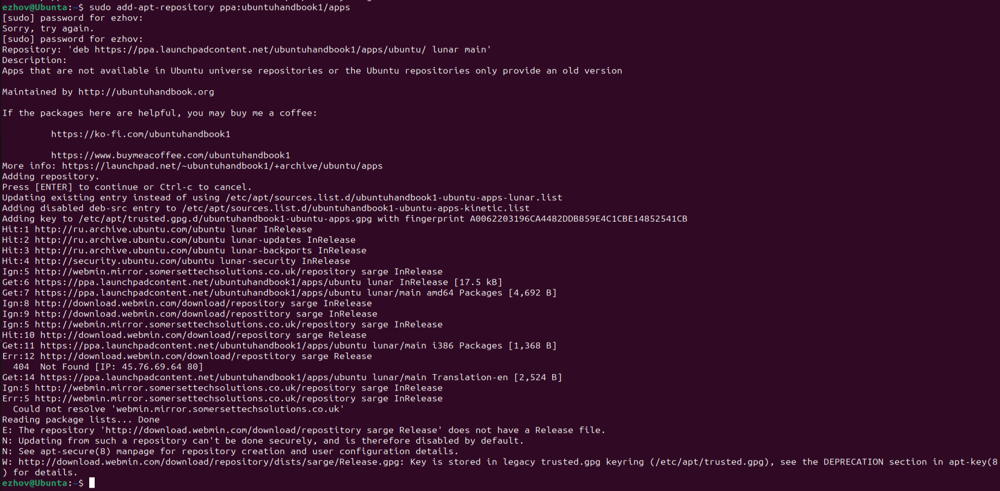 ezhov@Ubunta:~$ sudo add-apt-repository ppa:ubuntuhandbook1/apps
[sudo] password for ezhov:
Sorry, try again.
[sudo] password for ezhov:
Repository: 'deb https://ppa.launchpadcontent.net/ubuntuhandbook1/apps/ubuntu/ lunar main'
Description:
Apps that are not available in Ubuntu universe repositories or the Ubuntu repositories only provide an old version
Maintained by http://ubuntuhandbook.org
If the packages here are helpful, you may buy me a coffee:
https://ko-fi.com/ubuntuhandbook1
https://www.buymeacoffee.com/ubuntuhandbook1
More info: https://launchpad.net/~ubuntuhandbook1/+archive/ubuntu/apps
Adding repository.
Press [ENTER] to continue or Ctrl-c to cancel.
Updating existing entry instead of using /etc/apt/sources.list.d/ubuntuhandbook1-ubuntu-apps-lunar.list
Adding disabled deb-src entry to /etc/apt/sources.list.d/ubuntuhandbook1-ubuntu-apps-kinetic.list
Adding key to /etc/apt/trusted.gpg.d/ubuntuhandbook1-ubuntu-apps.gpg with fingerprint A0062203196CA4482DDB859E4C1CBE14852541CB
Hit:1 http://ru.archive.ubuntu.com/ubuntu lunar InRelease
Hit:2 http://ru.archive.ubuntu.com/ubuntu lunar-updates InRelease
Hit:3 http://ru.archive.ubuntu.com/ubuntu lunar-backports InRelease
Hit:4 http://security.ubuntu.com/ubuntu lunar-security InRelease
Ign:5 http://webmin.mirror.somersettechsolutions.co.uk/repository sarge InRelease
Get:6 https://ppa.launchpadcontent.net/ubuntuhandbook1/apps/ubuntu lunar InRelease [17.5 kB]
Get:7 https://ppa.launchpadcontent.net/ubuntuhandbook1/apps/ubuntu lunar/main amd64 Packages [4,692 B]
Ign:8 http://download.webmin.com/download/repository sarge InRelease
Ign:9 http://download.webmin.com/download/repostitory sarge InRelease
Ign:5 http://webmin.mirror.somersettechsolutions.co.uk/repository sarge InRelease
Hit:10 http://download.webmin.com/download/repository sarge Release
Get:11 https://ppa.launchpadcontent.net/ubuntuhandbook1/apps/ubuntu lunar/main i386 Packages [1,368 B]
Err:12 http://download.webmin.com/download/repostitory sarge Release
404  Not Found [IP: 45.76.69.64 80]
Get:14 https://ppa.launchpadcontent.net/ubuntuhandbook1/apps/ubuntu lunar/main Translation-en [2,524 B]
Ign:5 http://webmin.mirror.somersettechsolutions.co.uk/repository sarge InRelease
Err:5 http://webmin.mirror.somersettechsolutions.co.uk/repository sarge InRelease
Could not resolve 'webmin.mirror.somersettechsolutions.co.uk'
Reading package lists... Done
E: The repository 'http://download.webmin.com/download/repostitory sarge Release' does not have a Release file.
N: Updating from such a repository can't be done securely, and is therefore disabled by default.
N: See apt-secure(8) manpage for repository creation and user configuration details.
W: http://download.webmin.com/download/repository/dists/sarge/Release.gpg: Key is stored in legacy trusted.gpg keyring (/etc/apt/trusted.gpg), see the DEPRECATION section in apt-key(8
) for details.
ezhov@Ubunta:~$